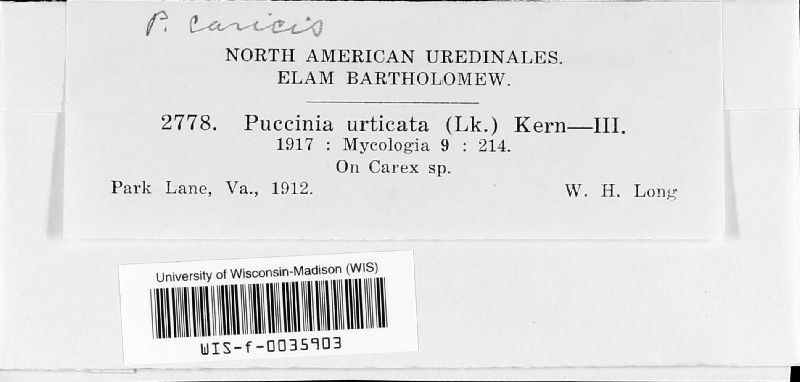 P. caricis
NORTH AMERICAN UREDINALES.
ELAM BARTHOLOMEW.
2778. Puccinia urticata (Lk.) Kern—III.
1917 : Mycologia 9 : 214.
On Carex sp.
Park Lane, Va., 1912. W. H. Long
University of Wisconsin-Madison (WIS)
WIS-f-0035903